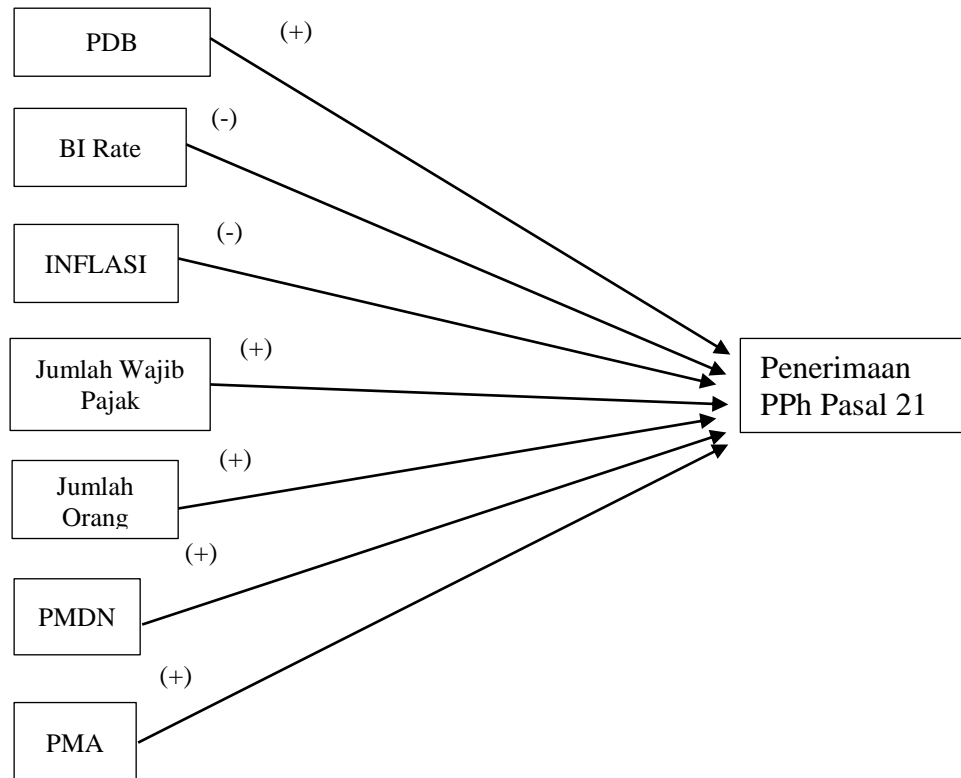 PDB
(+)
BI Rate
(-)
INFLASI
(-)
Jumlah Wajib
Pajak
(+)
Penerimaan
PPh Pasal 21
Jumlah
Orang
(+)
PMDN
(+)
PMA
(+)